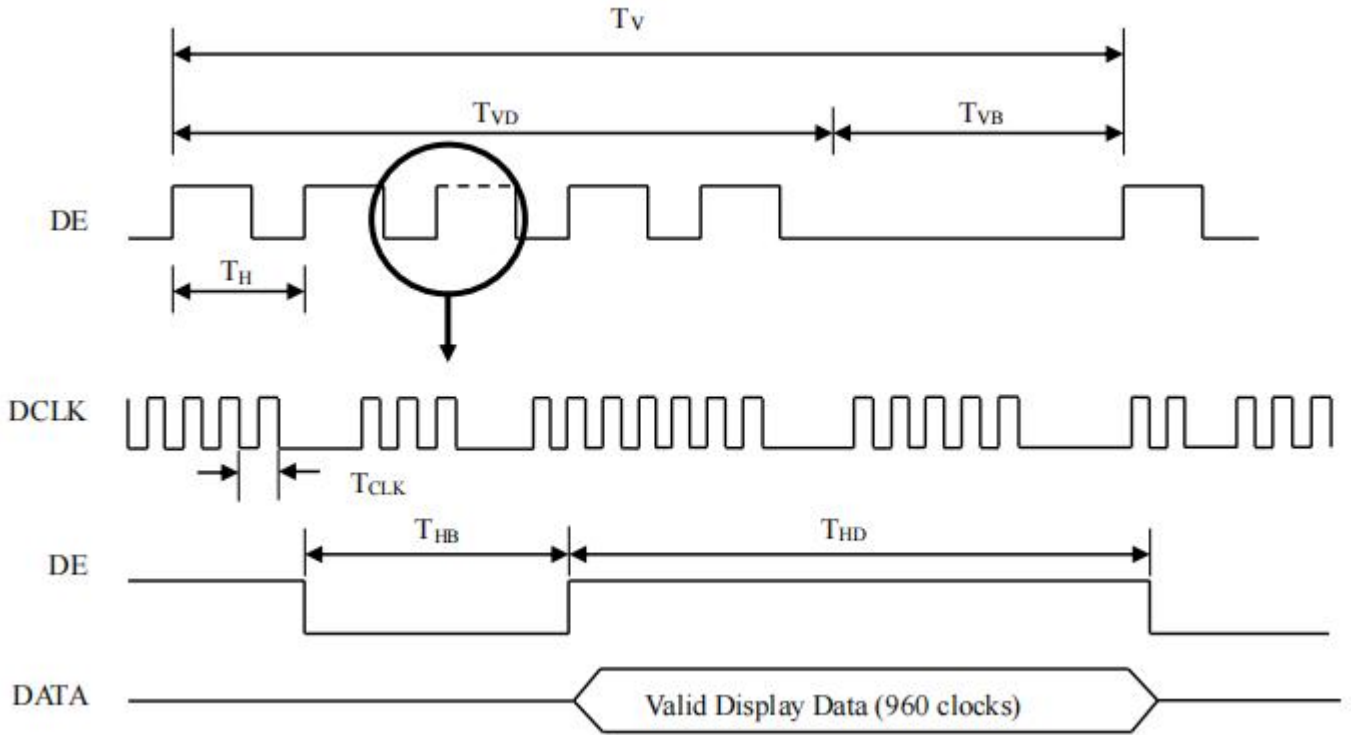 TV
TVD
TVB
DE
TH
DCLK
TCLK
THB
THD
DE
DATA
Valid Display Data (960 clocks)